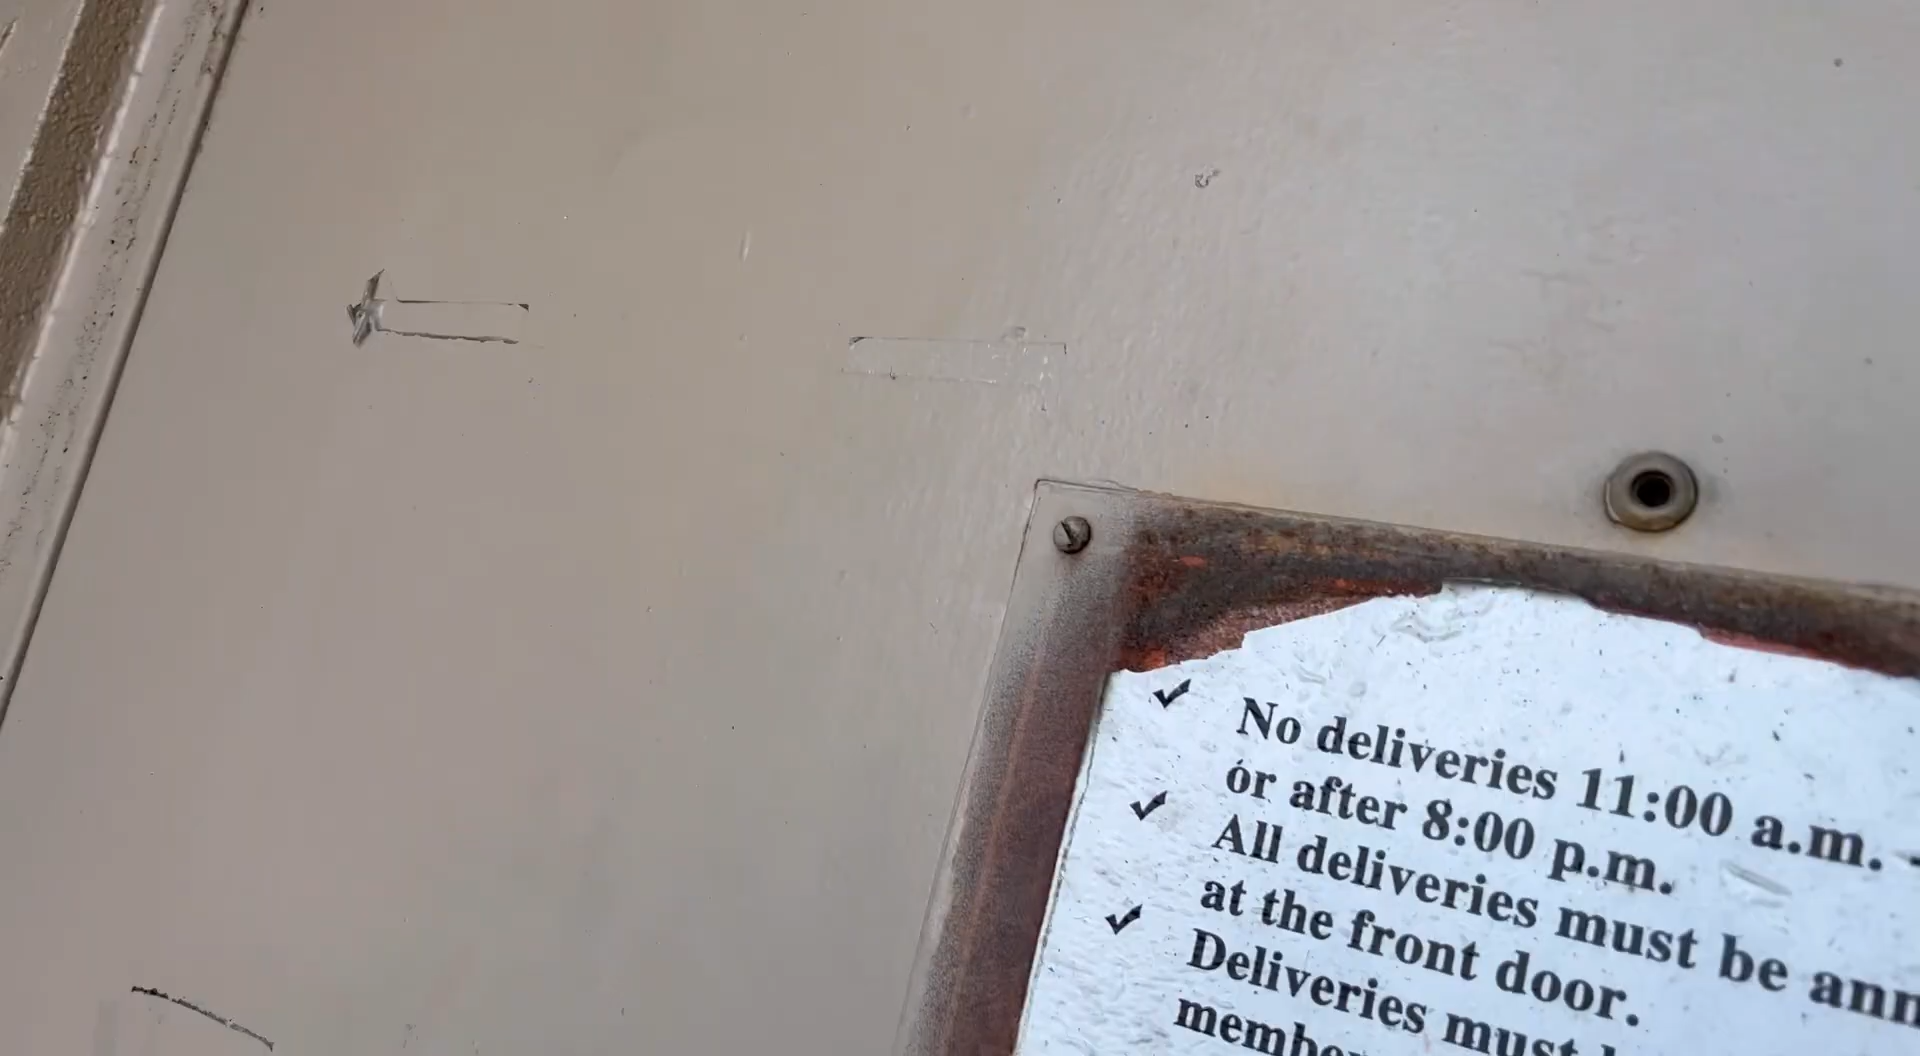 ✓ No deliveries 11:00 a.m. -
or after 8:00 p.m.
✓ All deliveries must be
at the front door.
✓ Deliveries must